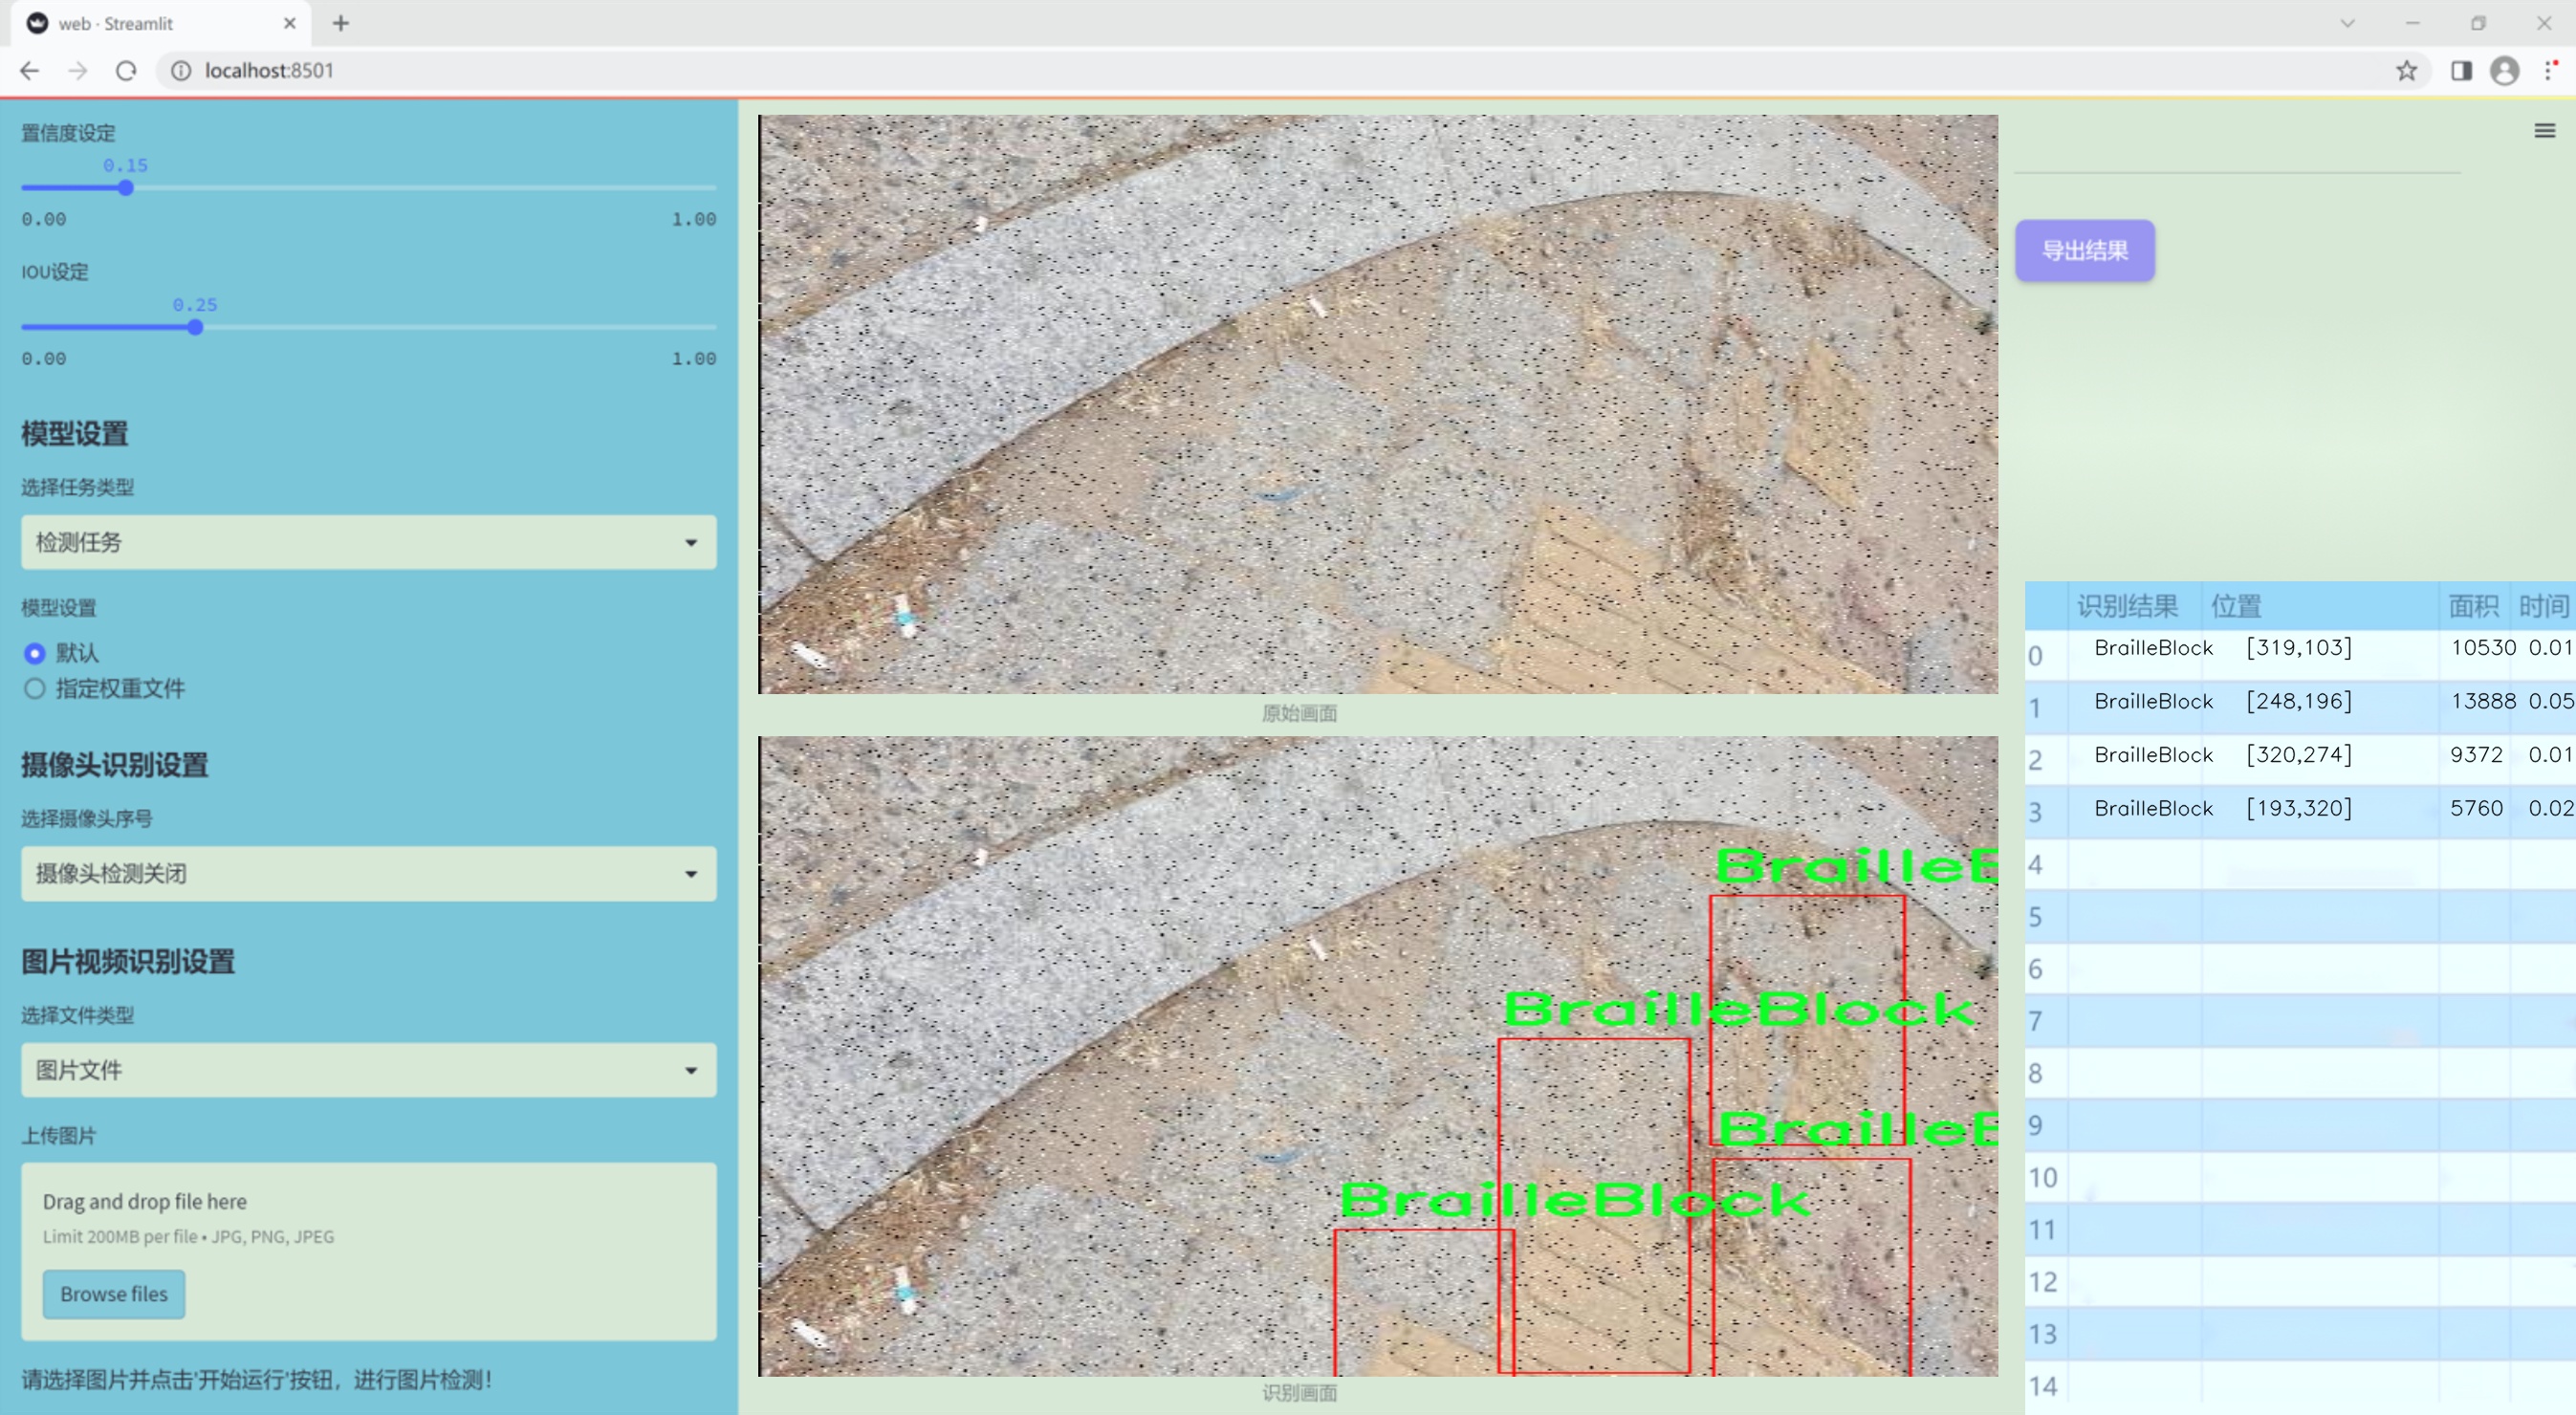 web · Streamlit
localhost:8501
置信度设定
0.15
0.00 1.00
IOU设定
0.25
0.00 1.00
模型设置
选择任务类型
检测任务
模型设置
默认
指定权重文件
摄像头识别设置
选择摄像头序号
摄像头检测关闭
图片视频识别设置
选择文件类型
图片文件
上传图片
Drag and drop file here
Limit 200MB per file • JPG, PNG, JPEG
Browse files
请选择图片并点击'开始运行'按钮，进行图片检测!
原始画面
BrailleB
BrailleBlock
BrailleB
BrailleBlock
识别画面
导出结果
识别结果 位置 面积 时间
0 BrailleBlock [319,103] 10530 0.01
1 BrailleBlock [248,196] 13888 0.05
2 BrailleBlock [320,274] 9372 0.01
3 BrailleBlock [193,320] 5760 0.02
4
5
6
7
8
9
10
11
12
13
14